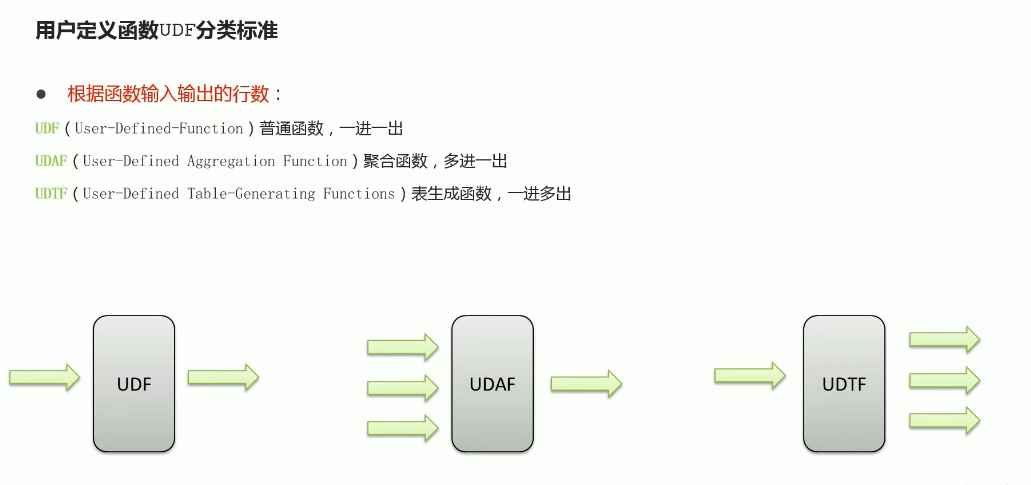 用户定义函数UDF分类标准
● 根据函数输入输出的行数：
UDF（User-Defined-Function）普通函数，一进一出
UDAF（User-Defined Aggregation Function）聚合函数，多进一出
UDTF（User-Defined Table-Generating Functions）表生成函数，一进多出
UDF
UDAF
UDTF